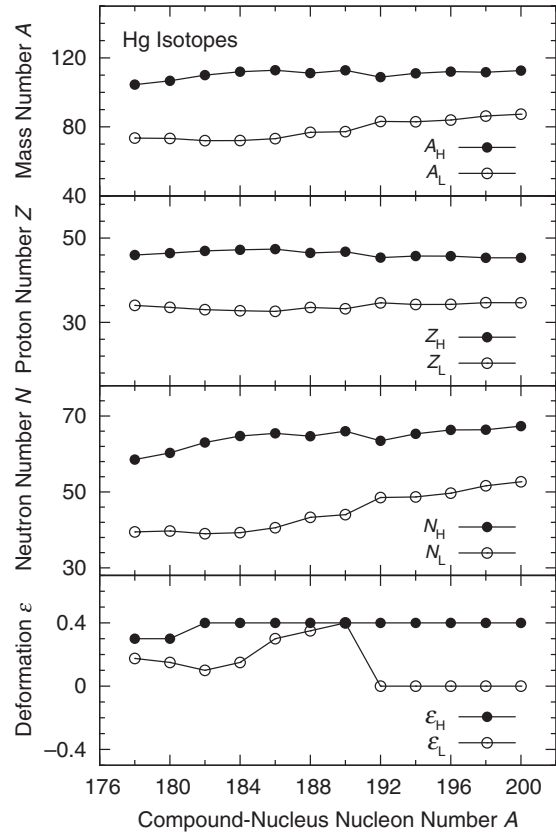 Hg Isotopes
Mass Number A
120
80
40
A_H
A_L
Proton Number Z
50
30
Z_H
Z_L
Neutron Number N
70
50
30
N_H
N_L
Deformation ε
0.4
0
−0.4
ε_H
ε_L
176 180 184 188 192 196 200
Compound-Nucleus Nucleon Number A